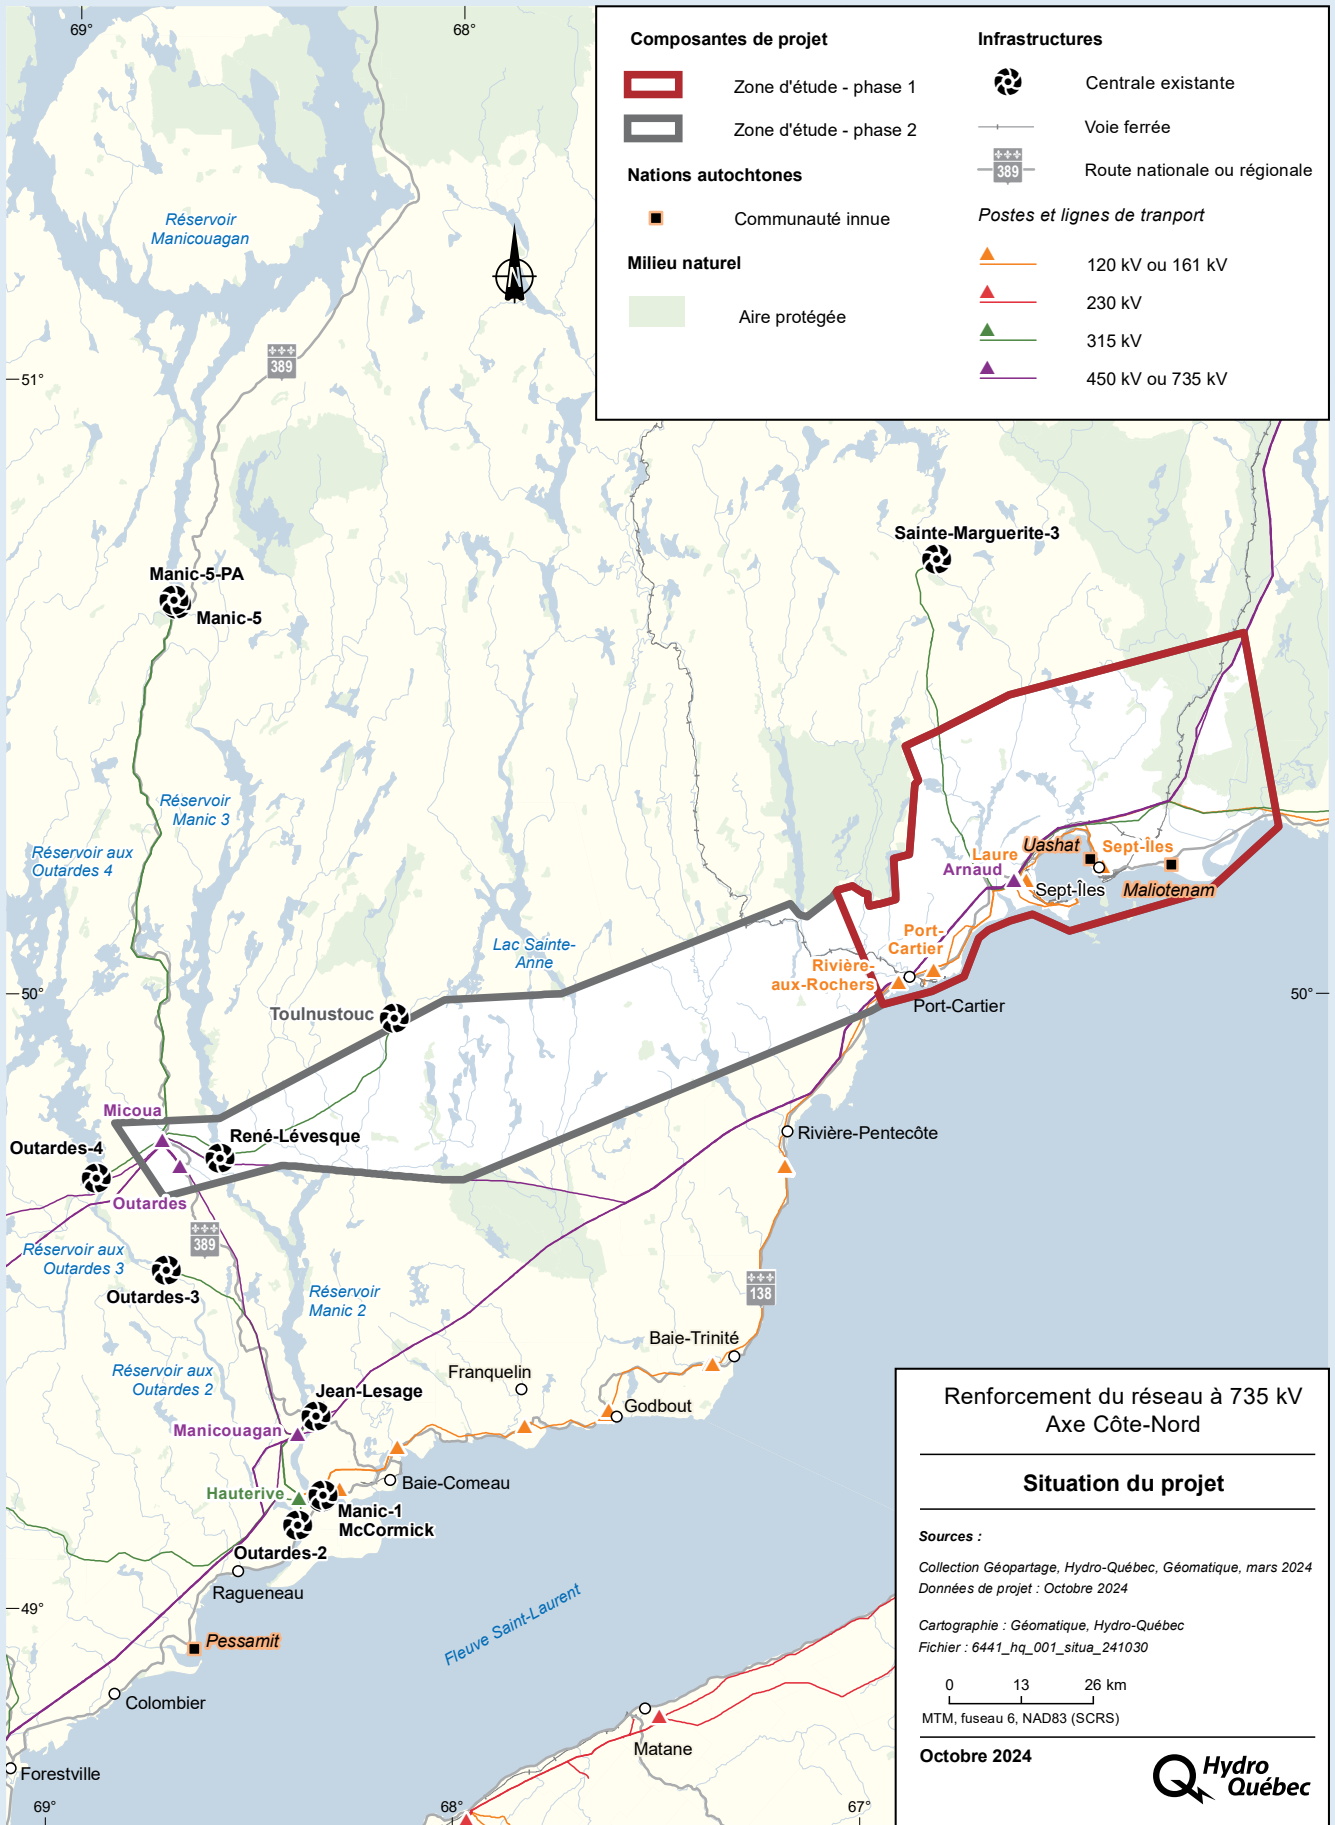 69°
68°
Composantes de projet
Zone d'étude - phase 1
Zone d'étude - phase 2
Nations autochtones
Communauté innue
Milieu naturel
Aire protégée
Infrastructures
Centrale existante
Voie ferrée
389
Route nationale ou régionale
Postes et lignes de tranport
120 kV ou 161 kV
230 kV
315 kV
450 kV ou 735 kV
Réservoir
Manicouagan
N
389
51°
Sainte-Marguerite-3
Manic-5-PA
Manic-5
Réservoir
Manic 3
Réservoir aux
Outardes 4
Uashat
Sept-Îles
Laure
Arnaud
Sept-Îles
Maliotenam
Port-
Cartier
Lac Sainte-
Anne
Rivière-
aux-Rochers
50°
50°
Port-Cartier
Toulnustouc
Micoua
René-Lévesque
Rivière-Pentecôte
Outardes-4
Outardes
389
Réservoir aux
Outardes 3
Outardes-3
Réservoir
Manic 2
138
Baie-Trinité
Réservoir aux
Outardes 2
Franquelin
Jean-Lesage
Godbout
Manicouagan
Baie-Comeau
Hauterive
Manic-1
McCormick
Outardes-2
Ragueneau
49°
Pessamit
Fleuve Saint-Laurent
Colombier
Matane
Forestville
69°
68°
67°
Renforcement du réseau à 735 kV
Axe Côte-Nord
Situation du projet
Sources :
Collection Géopartage, Hydro-Québec, Géomatique, mars 2024
Données de projet : Octobre 2024
Cartographie : Géomatique, Hydro-Québec
Fichier : 6441_hq_001_situa_241030
0 13 26 km
MTM, fuseau 6, NAD83 (SCRS)
Octobre 2024
Hydro
Québec